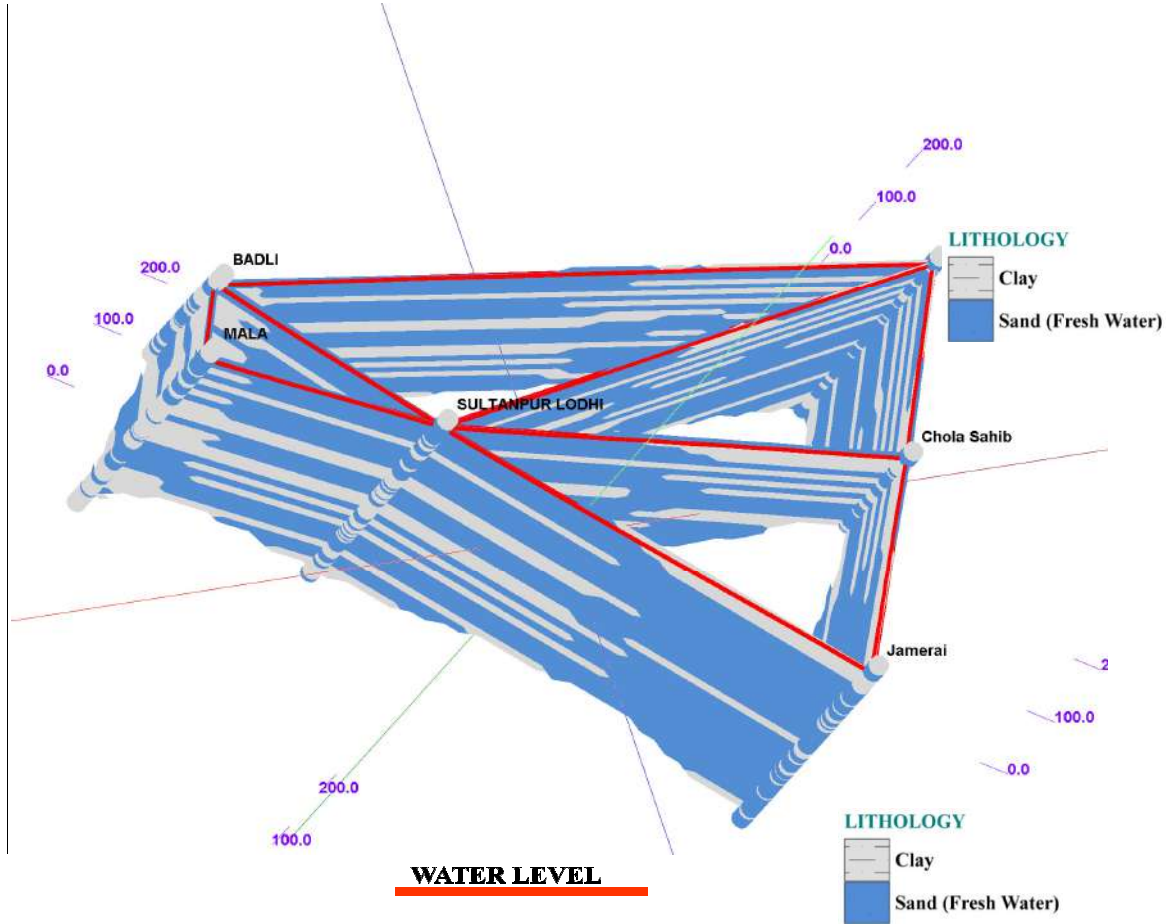 200.0
100.0
0.0
LITHOLOGY
Clay
Sand (Fresh Water)
BADLI
200.0
MALA
100.0
0.0
SULTANPUR LODHI
Chola Sahib
Jamerai
2
100.0
0.0
200.0
100.0
LITHOLOGY
Clay
Sand (Fresh Water)
WATER LEVEL